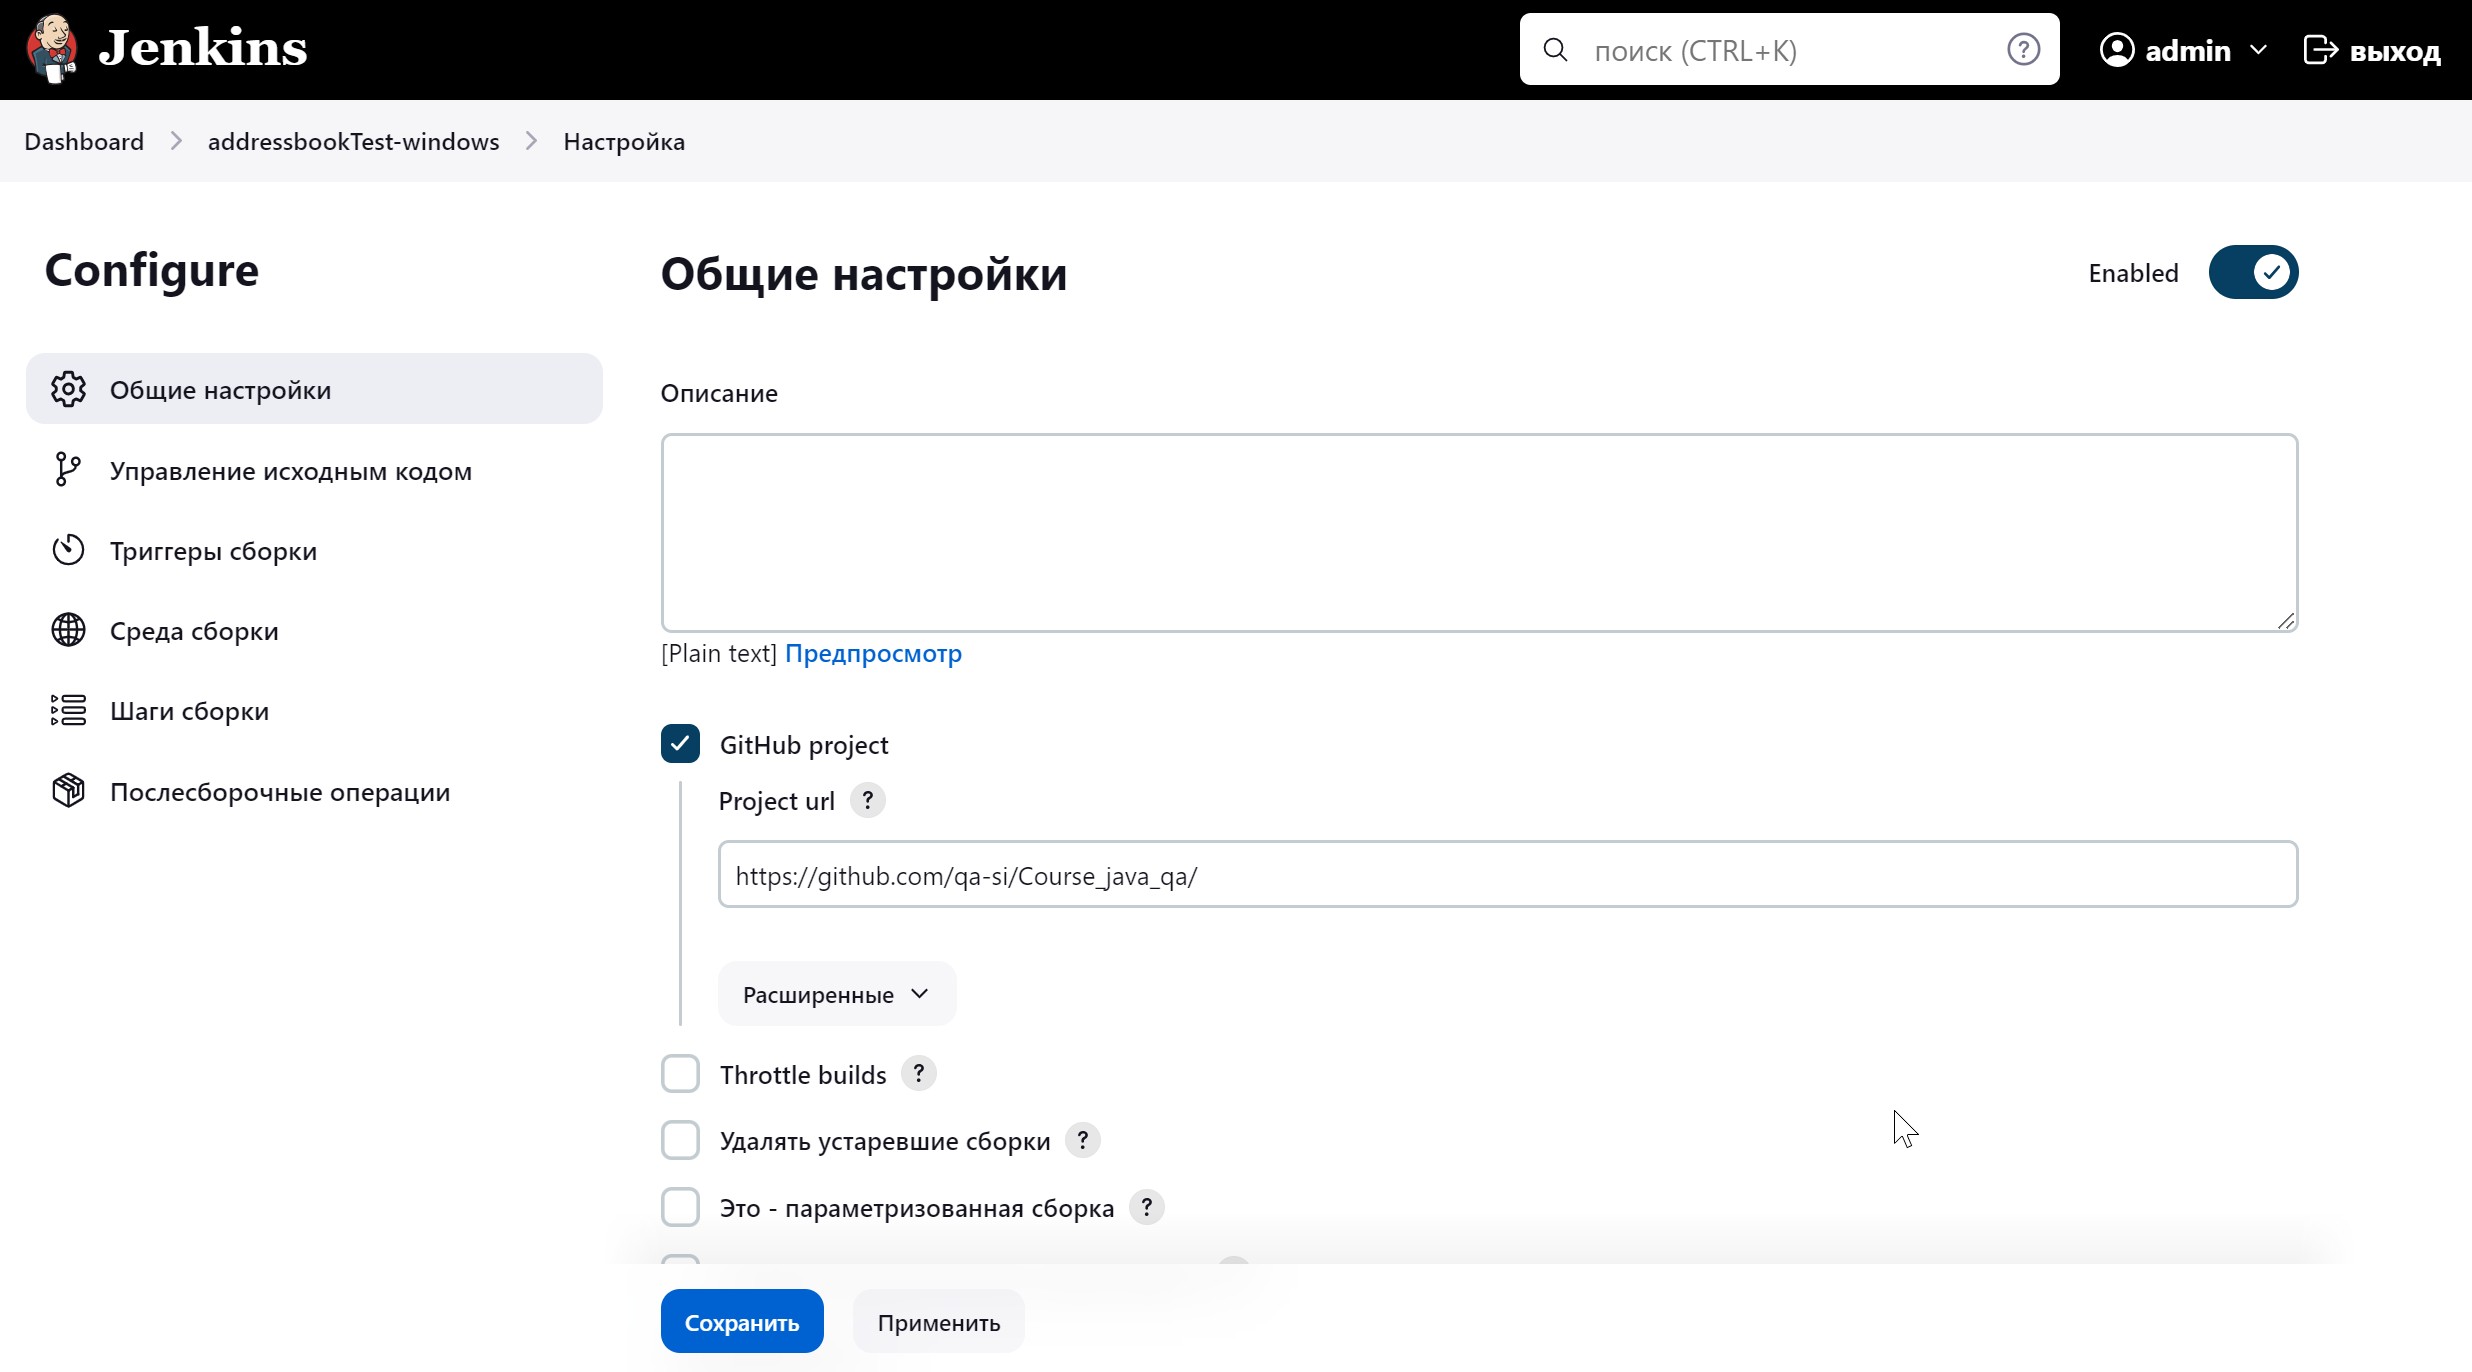 Jenkins
поиск (CTRL+K)
admin
выход
Dashboard
addressbookTest-windows
Настройка
Configure
Общие настройки
Управление исходным кодом
Триггеры сборки
Среда сборки
Шаги сборки
Послесборочные операции
Общие настройки
Enabled
Описание
[Plain text] Предпросмотр
GitHub project
Project url ?
https://github.com/qa-si/Course_java_qa/
Расширенные
Throttle builds ?
Удалять устаревшие сборки ?
Это - параметризованная сборка ?
Сохранить
Применить